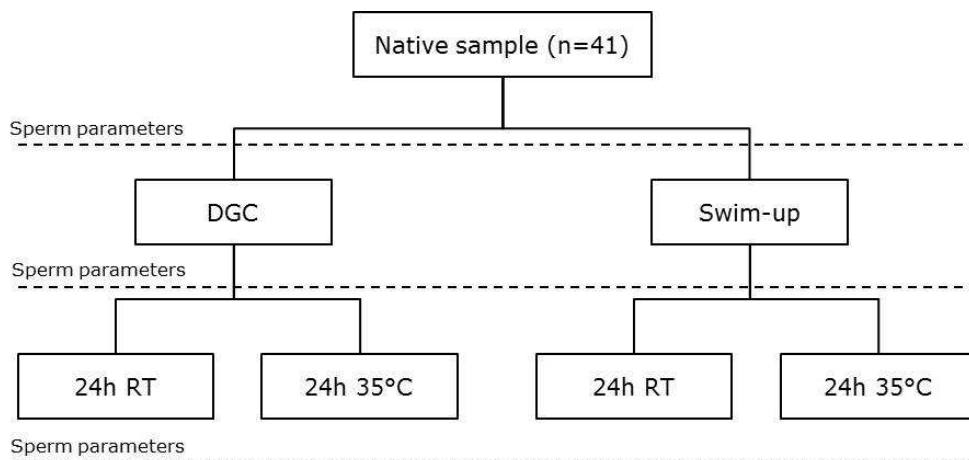 Native sample (n=41)
Sperm parameters
DGC
Swim-up
Sperm parameters
24h RT
24h 35°C
24h RT
24h 35°C
Sperm parameters